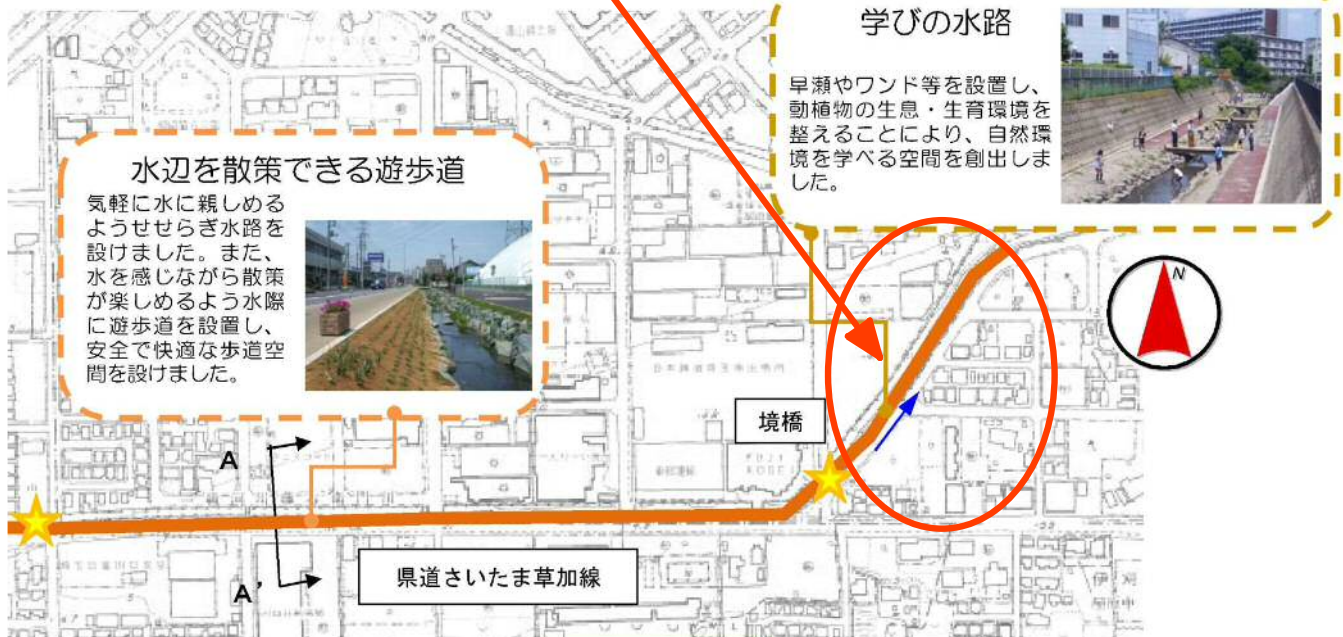 学びの水路
早瀬やワンド等を設置し、
動植物の生息・生育環境を
整えることにより、自然環
境を学べる空間を創出しま
した。
水辺を散策できる遊歩道
気軽に水に親しめる
ようせせらぎ水路を
設けました。また、
水を感じながら散策
が楽しめるよう水際
に遊歩道を設置し、
安全で快適な歩道空
間を設けました。
N
境橋
A
A'
県道さいたま草加線